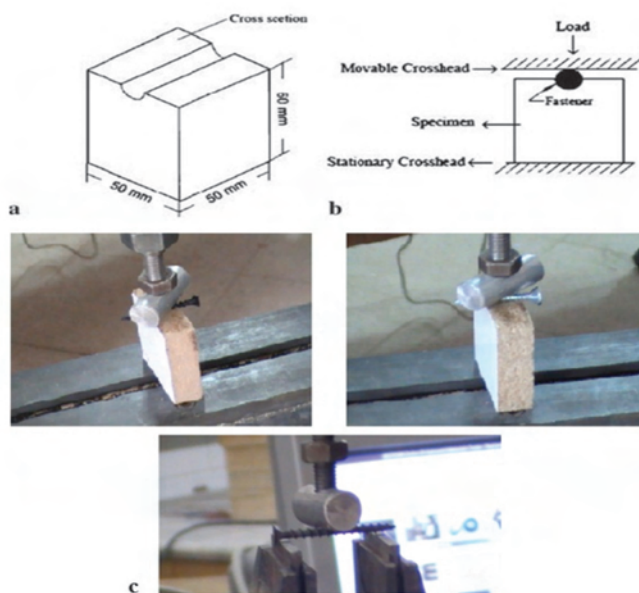 Cross scetion
50 mm
50 mm
50 mm
a
Load
Movable Crosshead
Fastener
Specimen
Stationary Crosshead
b
c